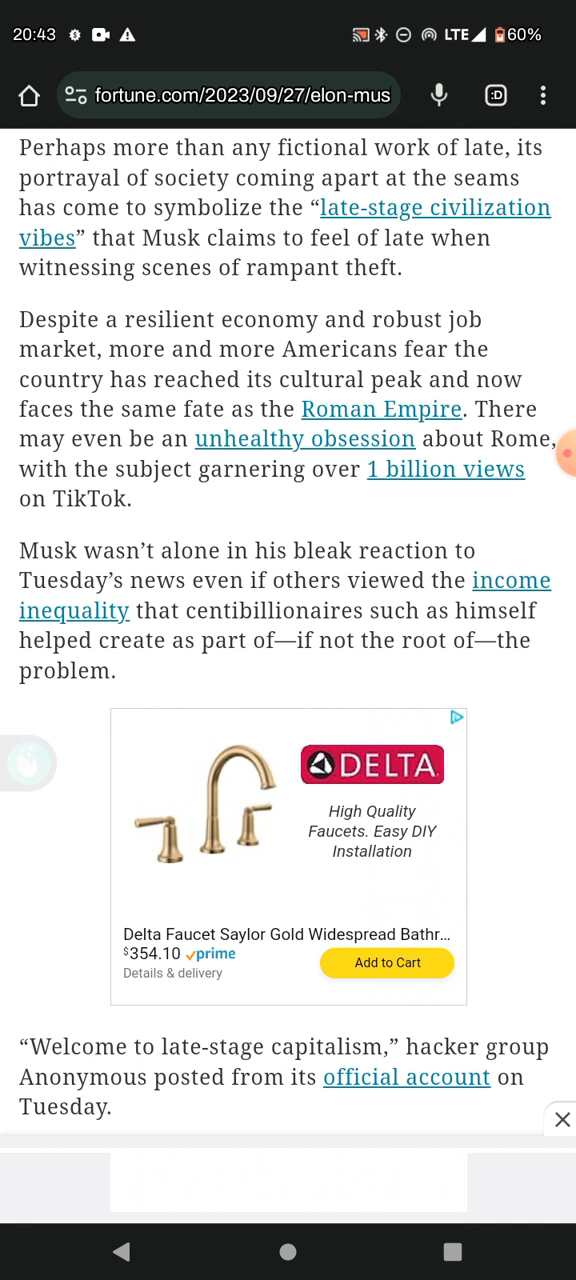 20:43 LTE 60%
fortune.com/2023/09/27/elon-mus :D
Perhaps more than any fictional work of late, its
portrayal of society coming apart at the seams
has come to symbolize the “late-stage civilization
vibes” that Musk claims to feel of late when
witnessing scenes of rampant theft.
Despite a resilient economy and robust job
market, more and more Americans fear the
country has reached its cultural peak and now
faces the same fate as the Roman Empire. There
may even be an unhealthy obsession about Rome,
with the subject garnering over 1 billion views
on TikTok.
Musk wasn’t alone in his bleak reaction to
Tuesday’s news even if others viewed the income
inequality that centibillionaires such as himself
helped create as part of—if not the root of—the
problem.
DELTA
High Quality
Faucets. Easy DIY
Installation
Delta Faucet Saylor Gold Widespread Bathr...
$354.10 prime
Add to Cart
Details & delivery
“Welcome to late-stage capitalism,” hacker group
Anonymous posted from its official account on
Tuesday.